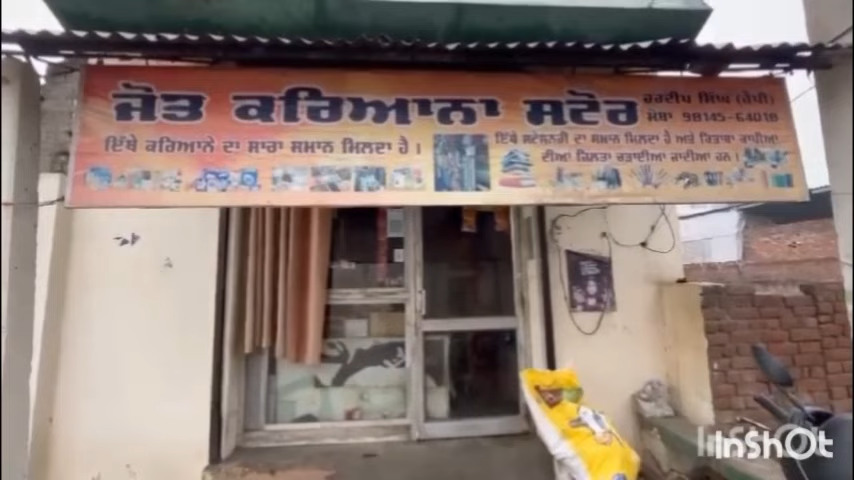 ਜੋਤ ਕਰਿਆਨਾ ਸਟੋਰ
ਹਰਦੀਪ ਸਿੰਘ (ਹੈਪੀ)
ਮੋਬਾ 98145-64018
ਇੱਥੇ ਕਰਿਆਨੇ ਦਾ ਸਾਰਾ ਸਮਾਨ ਮਿਲਦਾ ਹੈ ।
ਇੱਥੇ ਸਟੇਸ਼ਨਰੀ ਦਾ ਸਮਾਨ ਮਿਲਦਾ ਹੈ ਅਤੇ ਕਿਤਾਬਾਂ ਕਾਪੀਆਂ
ਦੀਆਂ ਜਿਲਤਾਂ ਚੜਾਈਆਂ ਜਾਂਦੀਆਂ ਹਨ ।
InShOt